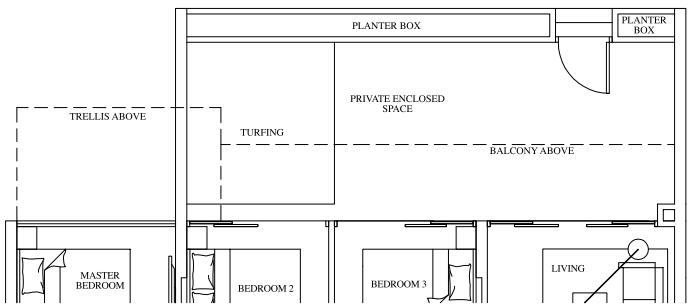 PLANTER BOX
PLANTER
BOX
PRIVATE ENCLOSED
SPACE
TRELLIS ABOVE
TURFING
BALCONY ABOVE
MASTER
BEDROOM
BEDROOM 2
BEDROOM 3
LIVING